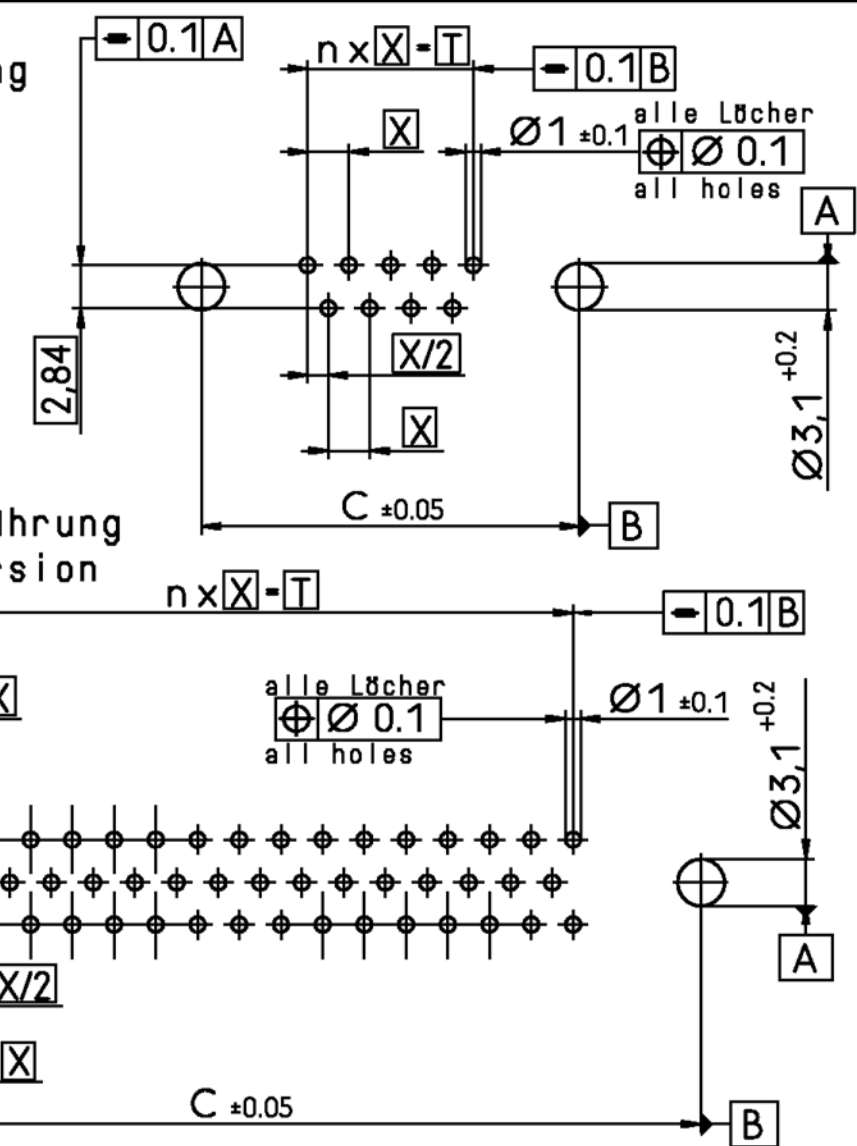 0.1 A
n x X = T
0.1 B
ng
X
Ø1 ±0.1
alle Löcher
⌖ Ø 0.1
all holes
A
2,84
X/2
X
Ø3,1 +0.2
C ±0.05
B
ührung
rsion
n x X = T
0.1 B
X
alle Löcher
⌖ Ø 0.1
all holes
Ø1 ±0.1
Ø3,1 +0.2
X/2
A
X
C ±0.05
B